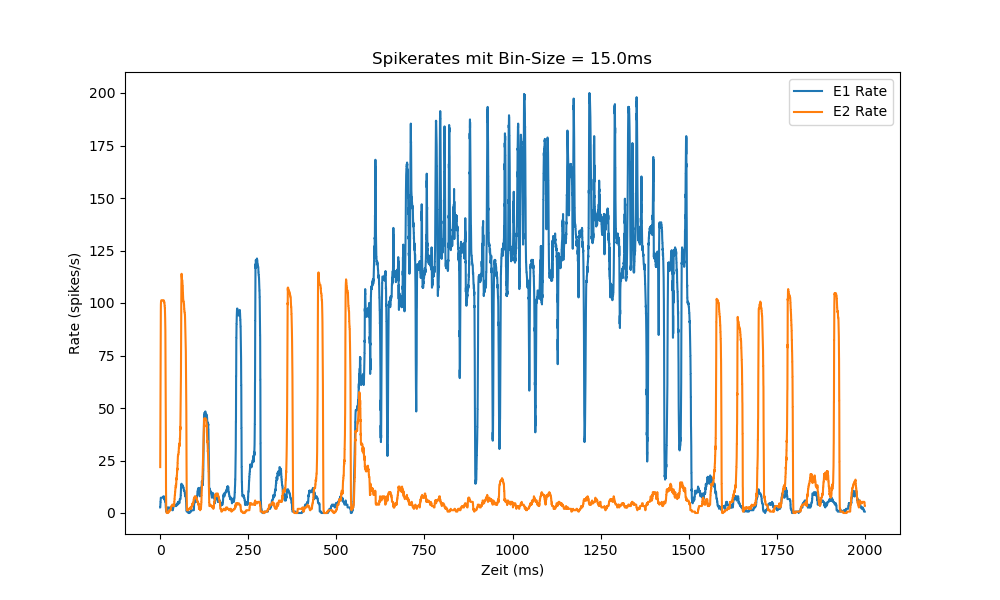 Spikerates mit Bin-Size = 15.0ms
E1 Rate
E2 Rate
Rate (spikes/s)
200
175
150
125
100
75
50
25
0
0 250 500 750 1000 1250 1500 1750 2000
Zeit (ms)